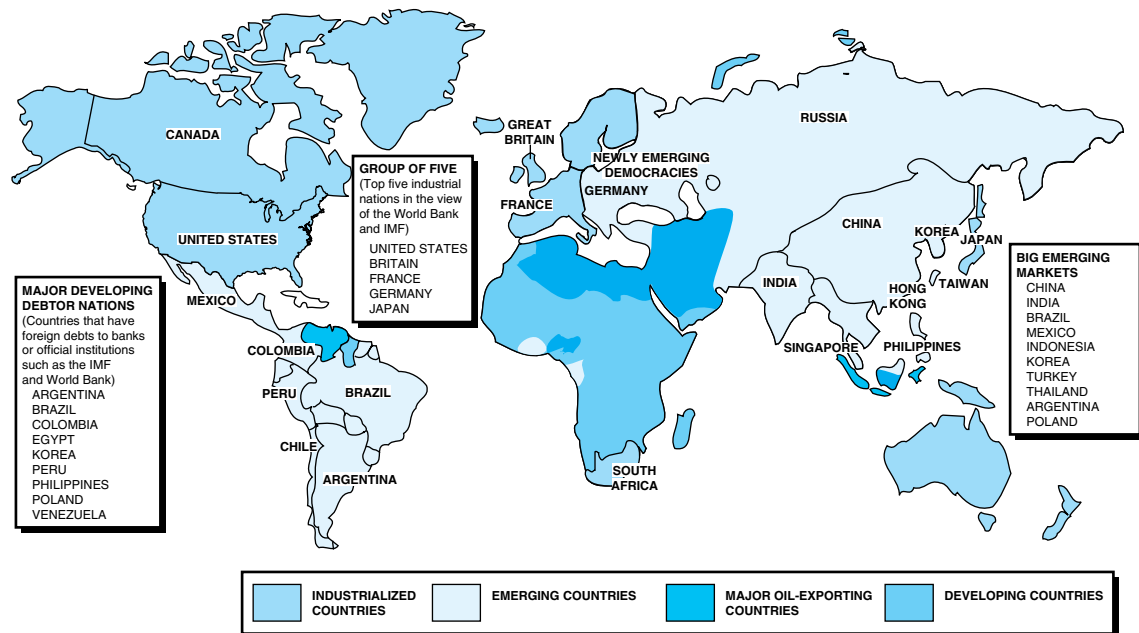 CANADA
UNITED STATES
MEXICO
COLOMBIA
PERU
BRAZIL
CHILE
ARGENTINA
GREAT
BRITAIN
FRANCE
NEWLY EMERGING
DEMOCRACIES
GERMANY
RUSSIA
CHINA
KOREA
JAPAN
INDIA
HONG
KONG
TAIWAN
SINGAPORE
PHILIPPINES
SOUTH
AFRICA
MAJOR DEVELOPING
DEBTOR NATIONS
(Countries that have
foreign debts to banks
or official institutions
such as the IMF
and World Bank)
ARGENTINA
BRAZIL
COLOMBIA
EGYPT
KOREA
PERU
PHILIPPINES
POLAND
VENEZUELA
GROUP OF FIVE
(Top five industrial
nations in the view
of the World Bank
and IMF)
UNITED STATES
BRITAIN
FRANCE
GERMANY
JAPAN
BIG EMERGING
MARKETS
CHINA
INDIA
BRAZIL
MEXICO
INDONESIA
KOREA
TURKEY
THAILAND
ARGENTINA
POLAND
INDUSTRIALIZED
COUNTRIES
EMERGING COUNTRIES
MAJOR OIL-EXPORTING
COUNTRIES
DEVELOPING COUNTRIES